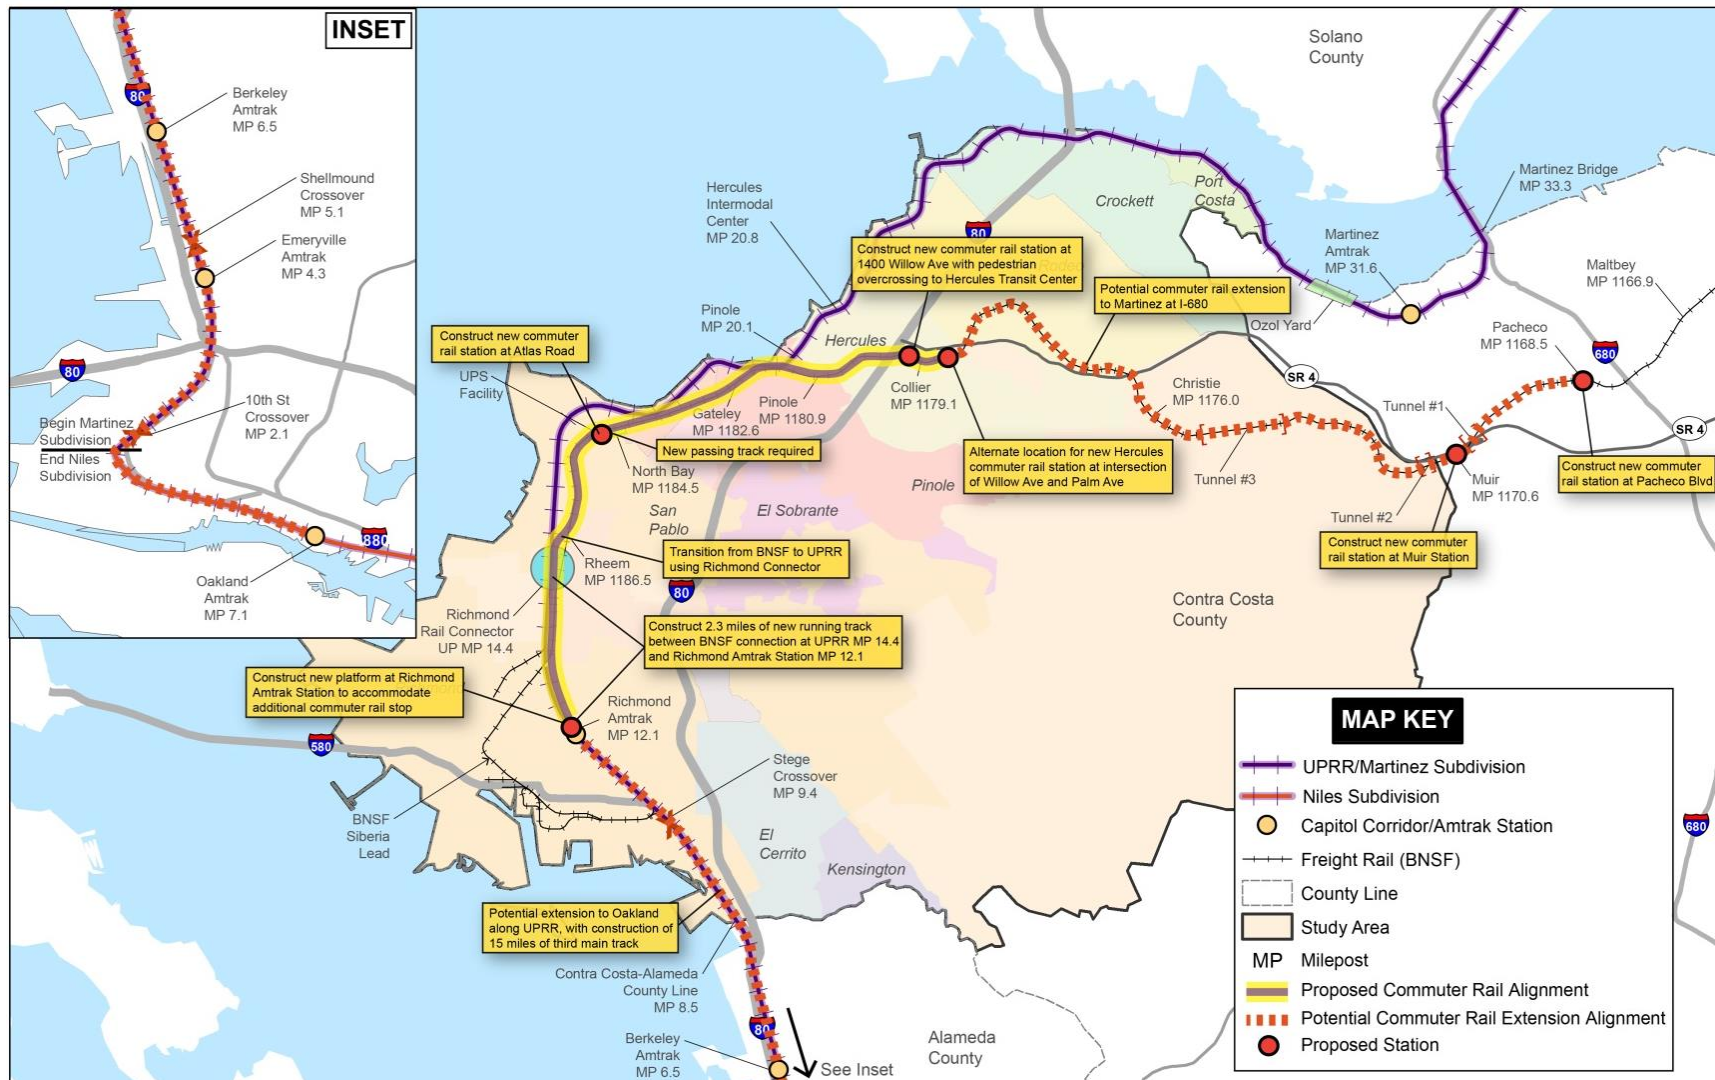 INSET
80
Berkeley
Amtrak
MP 6.5
Shellmound
Crossover
MP 5.1
Emeryville
Amtrak
MP 4.3
80
10th St
Crossover
MP 2.1
Begin Martinez
Subdivision
End Niles
Subdivision
880
Oakland
Amtrak
MP 7.1
Solano
County
Martinez Bridge
MP 33.3
Port
Costa
Crockett
Hercules
Intermodal
Center
MP 20.8
80
Martinez
Amtrak
MP 31.6
Maltbey
MP 1166.9
Construct new commuter rail station at
1400 Willow Ave with pedestrian
overcrossing to Hercules Transit Center
Rodeo
Potential commuter rail extension
to Martinez at I-680
Ozol Yard
Pacheco
MP 1168.5
680
Pinole
MP 20.1
Hercules
Construct new commuter
rail station at Atlas Road
UPS
Facility
SR 4
Collier
MP 1179.1
Christie
MP 1176.0
Tunnel #1
Gateley
MP 1182.6
Pinole
MP 1180.9
SR 4
New passing track required
Alternate location for new Hercules
commuter rail station at intersection
of Willow Ave and Palm Ave
Construct new commuter
rail station at Pacheco Blvd
North Bay
MP 1184.5
Tunnel #3
Muir
MP 1170.6
Pinole
San
Pablo
El Sobrante
Tunnel #2
Construct new commuter
rail station at Muir Station
Transition from BNSF to UPRR
using Richmond Connector
Rheem
MP 1186.5
80
Contra Costa
County
Richmond
Rail Connector
UP MP 14.4
Construct 2.3 miles of new running track
between BNSF connection at UPRR MP 14.4
and Richmond Amtrak Station MP 12.1
Construct new platform at Richmond
Amtrak Station to accommodate
additional commuter rail stop
Richmond
Amtrak
MP 12.1
580
Stege
Crossover
MP 9.4
BNSF
Siberia
Lead
El
Cerrito
Kensington
680
Potential extension to Oakland
along UPRR, with construction of
15 miles of third main track
Contra Costa-Alameda
County Line
MP 8.5
80
Berkeley
Amtrak
MP 6.5
See Inset
Alameda
County
MAP KEY
UPRR/Martinez Subdivision
Niles Subdivision
Capitol Corridor/Amtrak Station
Freight Rail (BNSF)
County Line
Study Area
MP Milepost
Proposed Commuter Rail Alignment
Potential Commuter Rail Extension Alignment
Proposed Station